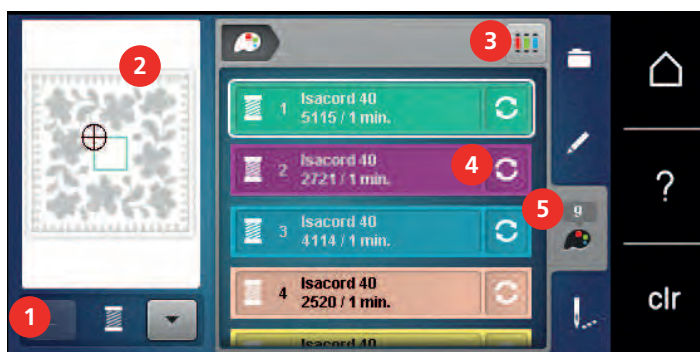 2
3
1 Isacord 40
5115 / 1 min.
2 Isacord 40
2721 / 1 min.
4
3 Isacord 40
4114 / 1 min.
5
9
4 Isacord 40
2520 / 1 min.
Isacord 40
1
?
clr